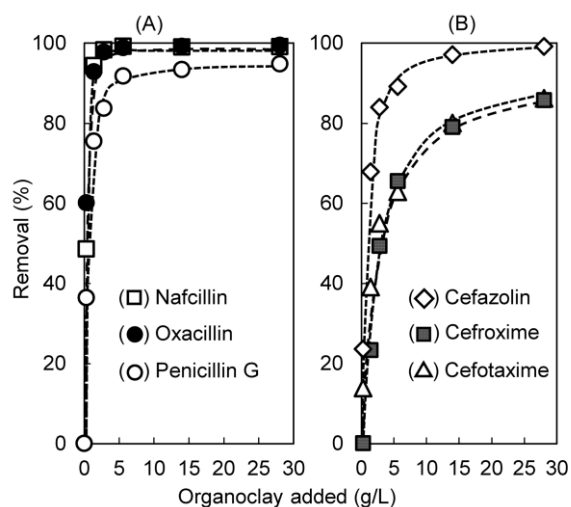 (A)
(B)
100
80
60
40
20
0
Removal (%)
( ) Nafcillin
( ) Oxacillin
( ) Penicillin G
0 5 10 15 20 25 30
100
80
60
40
20
0
( ) Cefazolin
( ) Cefroxime
( ) Cefotaxime
0 5 10 15 20 25 30
Organoclay added (g/L)